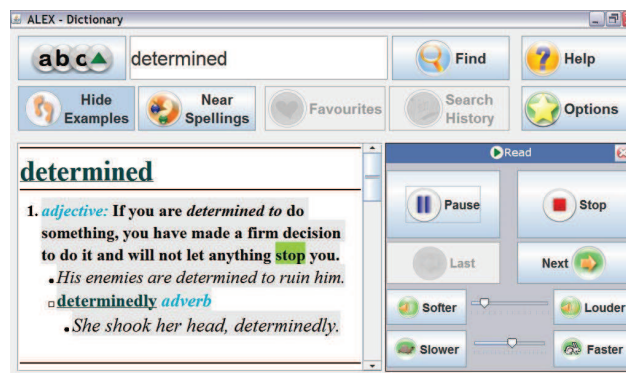 ALEX - Dictionary
abc
determined
Find
Help
Hide
Examples
Near
Spellings
Favourites
Search
History
Options
determined
1. adjective: If you are determined to do
something, you have made a firm decision
to do it and will not let anything stop you.
His enemies are determined to ruin him.
determinedly adverb
She shook her head, determinedly.
Read
Pause
Stop
Last
Next
Softer
Louder
Slower
Faster